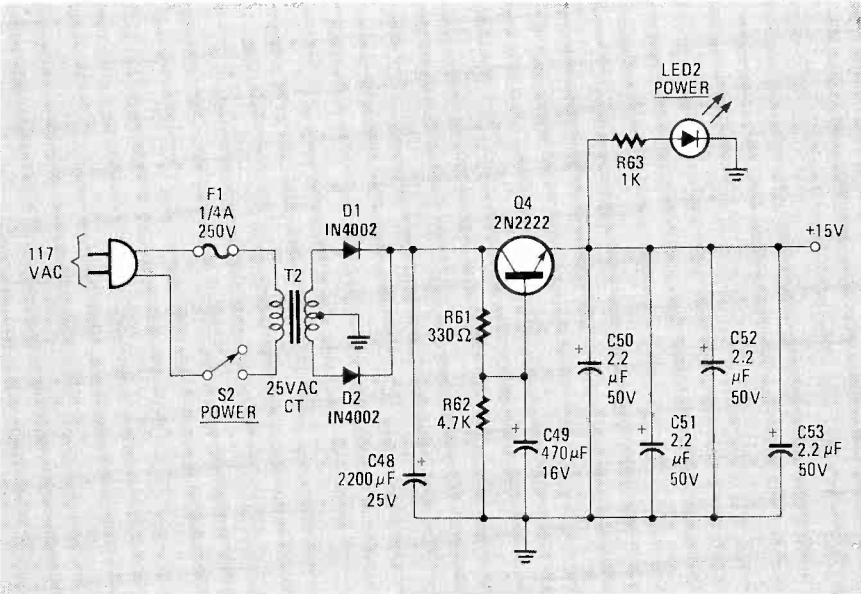 LED2
POWER
R63
1K
F1
1/4A
250V
D1
IN4002
Q4
2N2222
+15V
117
VAC
T2
R61
330Ω
C50
2.2
µF
50V
C52
2.2
µF
50V
S2
POWER
25VAC
CT
D2
IN4002
R62
4.7K
C49
470µF
16V
C51
2.2
µF
50V
C53
2.2µF
50V
C48
2200µF
25V
+
+
+
+
+
+